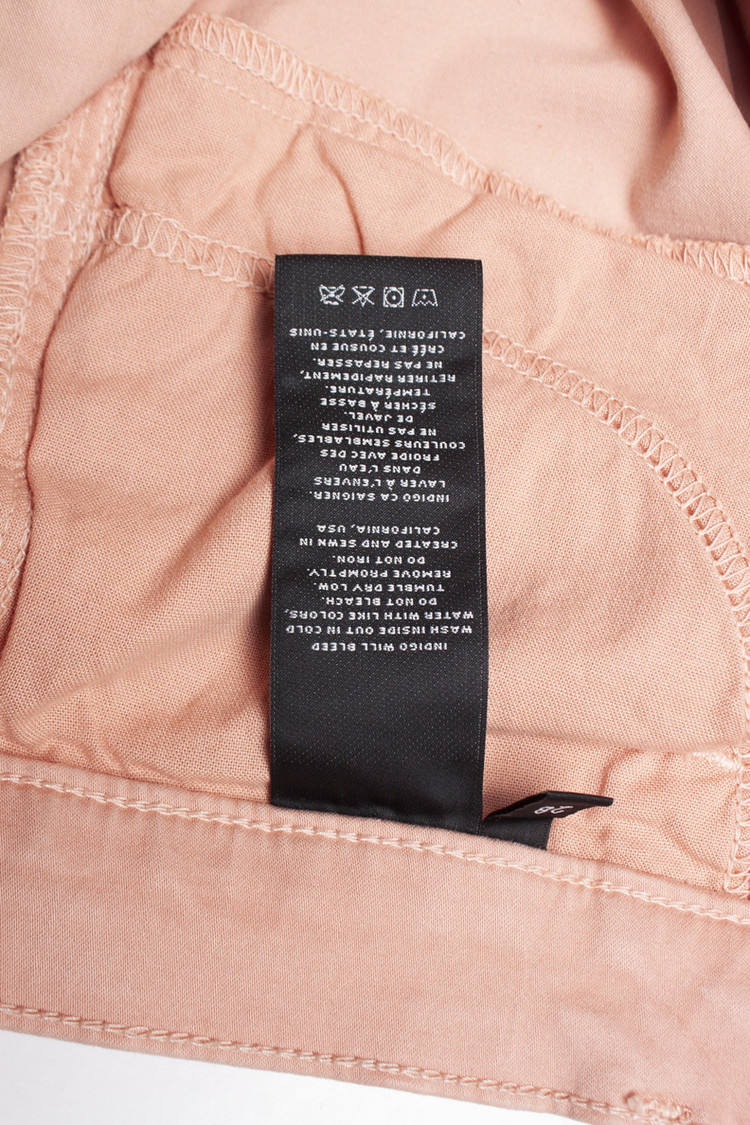 INDIGO WILL BLEED
WASH INSIDE OUT IN COLD
WATER WITH LIKE COLORS,
DO NOT BLEACH.
TUMBLE DRY LOW.
REMOVE PROMPTLY.
DO NOT IRON.
CREATED AND SEWN IN
CALIFORNIA, USA
INDIGO CA SAIGNER.
LAVER À L'ENVERS
DANS L'EAU
FROIDE AVEC DES
COULEURS SEMBLABLES,
NE PAS UTILISER
DE JAVEL.
SÉCHER À BASSE
TEMPÉRATURE.
RETIRER RAPIDEMENT,
NE PAS REPASSER.
CRÉÉ ET COUSUE EN
CALIFORNIE, ÉTATS-UNIS
28